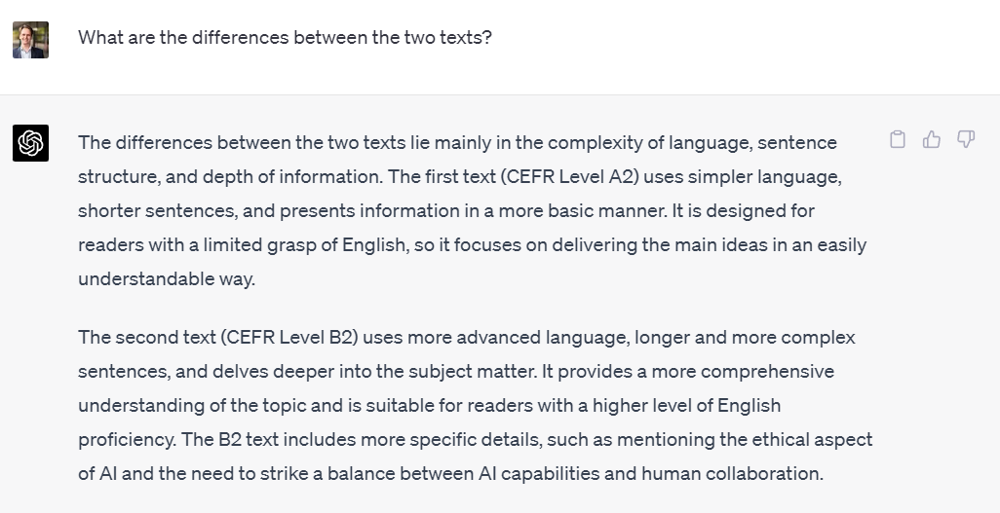 What are the differences between the two texts?
The differences between the two texts lie mainly in the complexity of language, sentence
structure, and depth of information. The first text (CEFR Level A2) uses simpler language,
shorter sentences, and presents information in a more basic manner. It is designed for
readers with a limited grasp of English, so it focuses on delivering the main ideas in an easily
understandable way.
The second text (CEFR Level B2) uses more advanced language, longer and more complex
sentences, and delves deeper into the subject matter. It provides a more comprehensive
understanding of the topic and is suitable for readers with a higher level of English
proficiency. The B2 text includes more specific details, such as mentioning the ethical aspect
of AI and the need to strike a balance between AI capabilities and human collaboration.